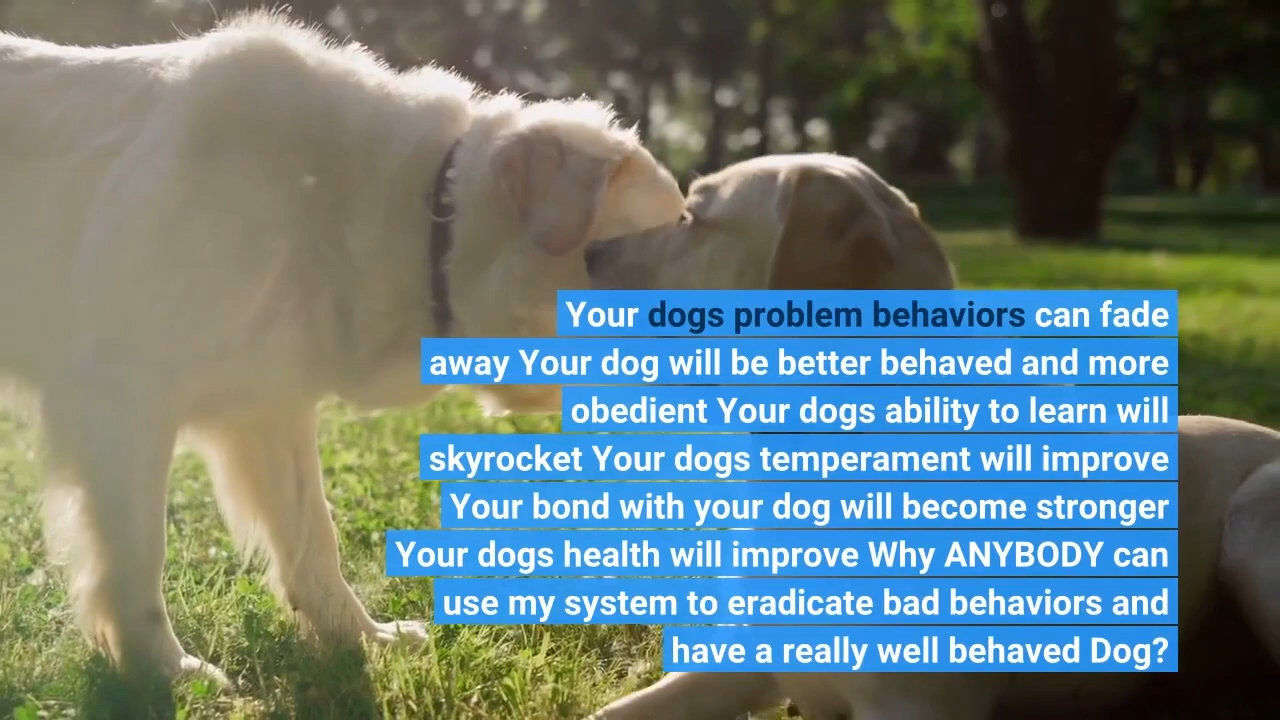 Your dogs problem behaviors can fade
away Your dog will be better behaved and more
obedient Your dogs ability to learn will
skyrocket Your dogs temperament will improve
Your bond with your dog will become stronger
Your dogs health will improve Why ANYBODY can
use my system to eradicate bad behaviors and
have a really well behaved Dog?